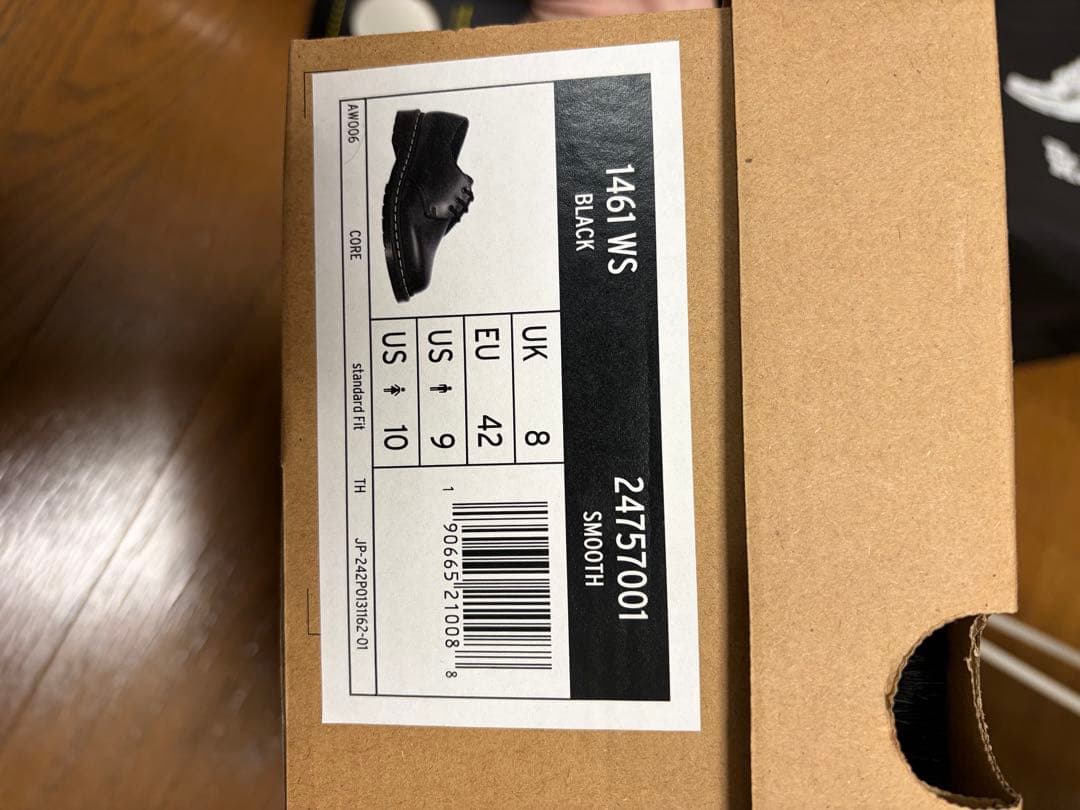 1461 WS 24757001
BLACK SMOOTH
UK 8
EU 42
US 9
US 10
1 90665 21008 8
AW006 CORE standard Fit TH JP-242P0131162-01